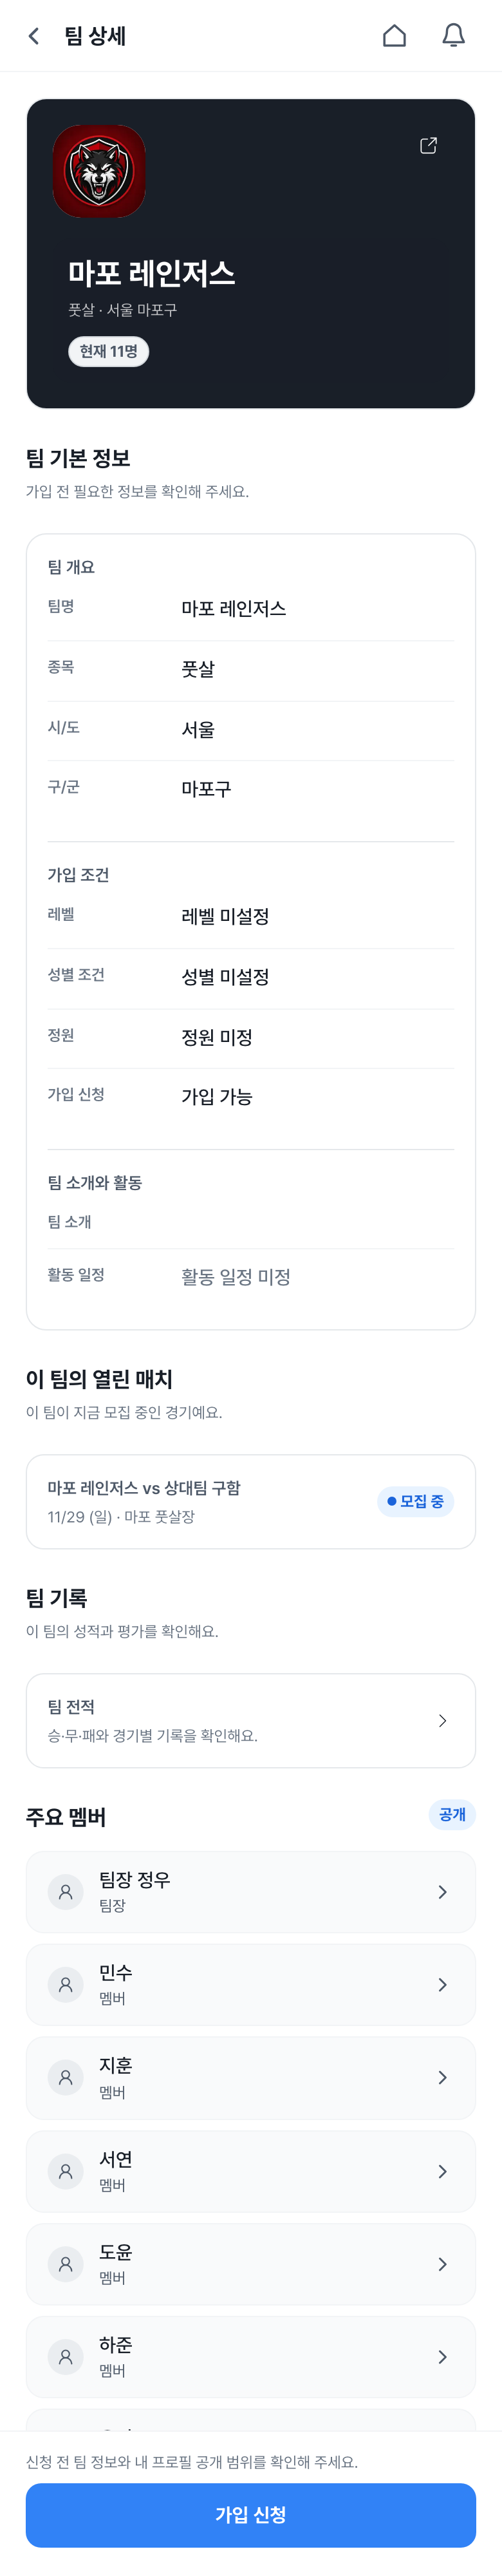 팀 상세
마포 레인저스
풋살 · 서울 마포구
현재 11명
팀 기본 정보
가입 전 필요한 정보를 확인해 주세요.
팀 개요
팀명 마포 레인저스
종목 풋살
시/도 서울
구/군 마포구
가입 조건
레벨 레벨 미설정
성별 조건 성별 미설정
정원 정원 미정
가입 신청 가입 가능
팀 소개와 활동
팀 소개
활동 일정 활동 일정 미정
이 팀의 열린 매치
이 팀이 지금 모집 중인 경기예요.
마포 레인저스 vs 상대팀 구함
11/29 (일) · 마포 풋살장
모집 중
팀 기록
이 팀의 성적과 평가를 확인해요.
팀 전적
승·무·패와 경기별 기록을 확인해요.
주요 멤버
공개
팀장 정우
팀장
민수
멤버
지훈
멤버
서연
멤버
도윤
멤버
하준
멤버
신청 전 팀 정보와 내 프로필 공개 범위를 확인해 주세요.
가입 신청